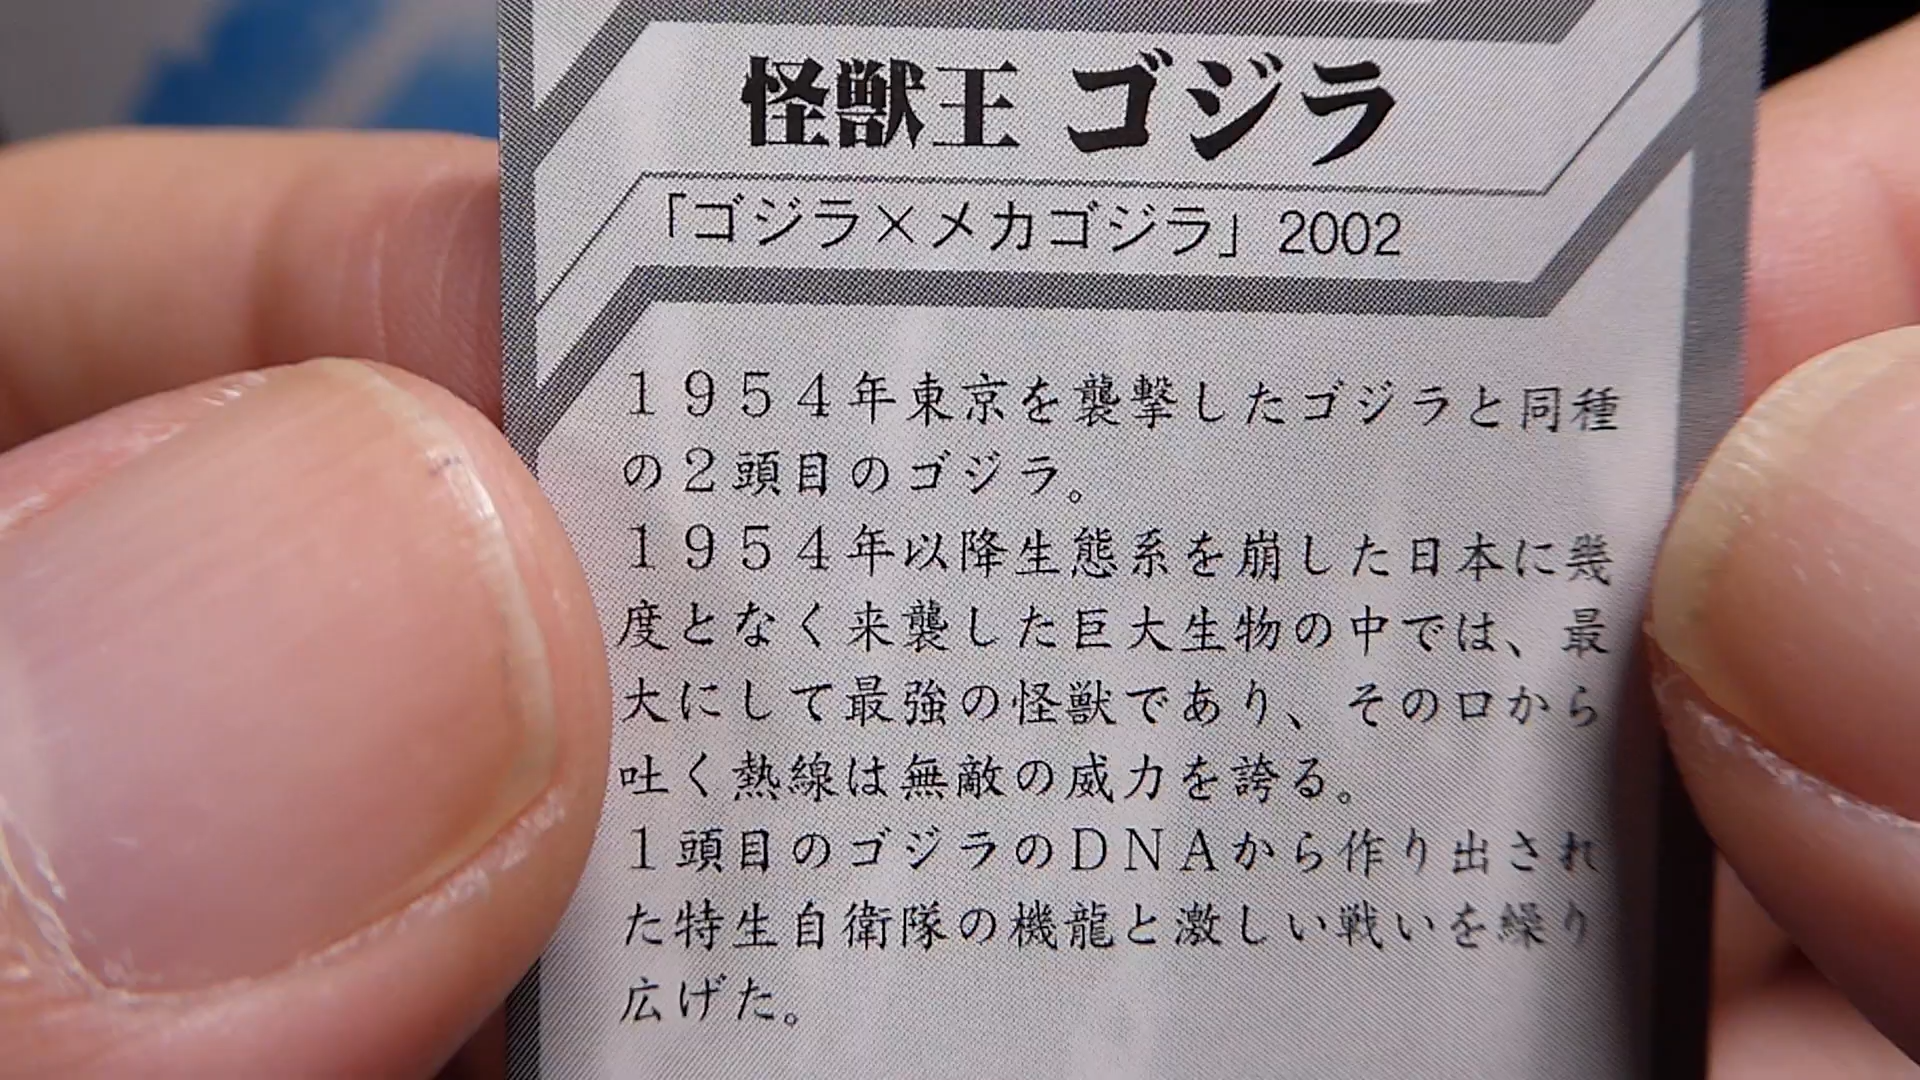 怪獣王 ゴジラ
「ゴジラ×メカゴジラ」2002
1954年東京を襲撃したゴジラと同種
の2頭目のゴジラ。
1954年以降生態系を崩した日本に幾
度となく来襲した巨大生物の中では、最
大にして最強の怪獣であり、その口から
吐く熱線は無敵の威力を誇る。
1頭目のゴジラのDNAから作り出され
た特生自衛隊の機龍と激しい戦いを繰り
広げた。